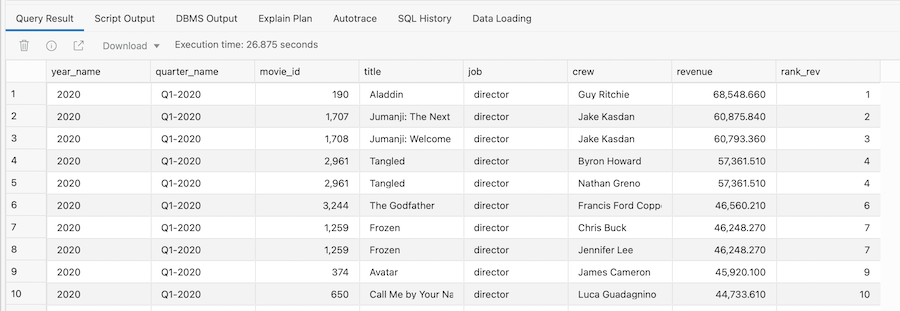 Query Result Script Output DBMS Output Explain Plan Autotrace SQL History Data Loading
Download Execution time: 26.875 seconds
year_name quarter_name movie_id title job crew revenue rank_rev
1 2020 Q1-2020 190 Aladdin director Guy Ritchie 68,548.660 1
2 2020 Q1-2020 1,707 Jumanji: The Next director Jake Kasdan 60,875.840 2
3 2020 Q1-2020 1,708 Jumanji: Welcome director Jake Kasdan 60,793.360 3
4 2020 Q1-2020 2,961 Tangled director Byron Howard 57,361.510 4
5 2020 Q1-2020 2,961 Tangled director Nathan Greno 57,361.510 4
6 2020 Q1-2020 3,244 The Godfather director Francis Ford Copp 46,560.210 6
7 2020 Q1-2020 1,259 Frozen director Chris Buck 46,248.270 7
8 2020 Q1-2020 1,259 Frozen director Jennifer Lee 46,248.270 7
9 2020 Q1-2020 374 Avatar director James Cameron 45,920.100 9
10 2020 Q1-2020 650 Call Me by Your Na director Luca Guadagnino 44,733.610 10